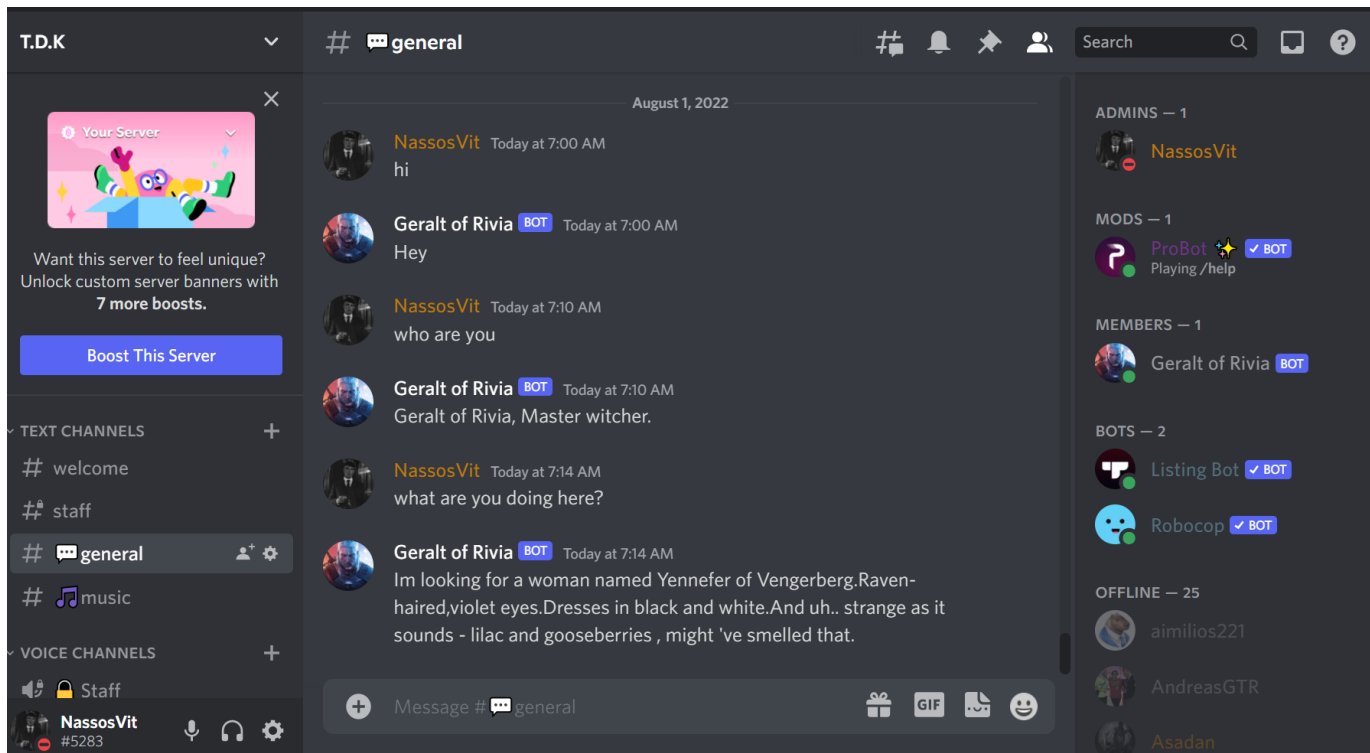 T.D.K
Your Server
Want this server to feel unique?
Unlock custom server banners with
7 more boosts.
Boost This Server
TEXT CHANNELS
welcome
staff
general
music
VOICE CHANNELS
Staff
NassosVit
#5283
general
Search
August 1, 2022
NassosVit Today at 7:00 AM
hi
Geralt of Rivia BOT Today at 7:00 AM
Hey
NassosVit Today at 7:10 AM
who are you
Geralt of Rivia BOT Today at 7:10 AM
Geralt of Rivia, Master witcher.
NassosVit Today at 7:14 AM
what are you doing here?
Geralt of Rivia BOT Today at 7:14 AM
Im looking for a woman named Yennefer of Vengerberg.Raven-
haired,violet eyes.Dresses in black and white.And uh.. strange as it
sounds - lilac and gooseberries , might 've smelled that.
Message # general
GIF
ADMINS — 1
NassosVit
MODS — 1
ProBot ✨ ✓ BOT
Playing /help
MEMBERS — 1
Geralt of Rivia BOT
BOTS — 2
Listing Bot ✓ BOT
Robocop ✓ BOT
OFFLINE — 25
aimilios221
AndreasGTR
Asadan